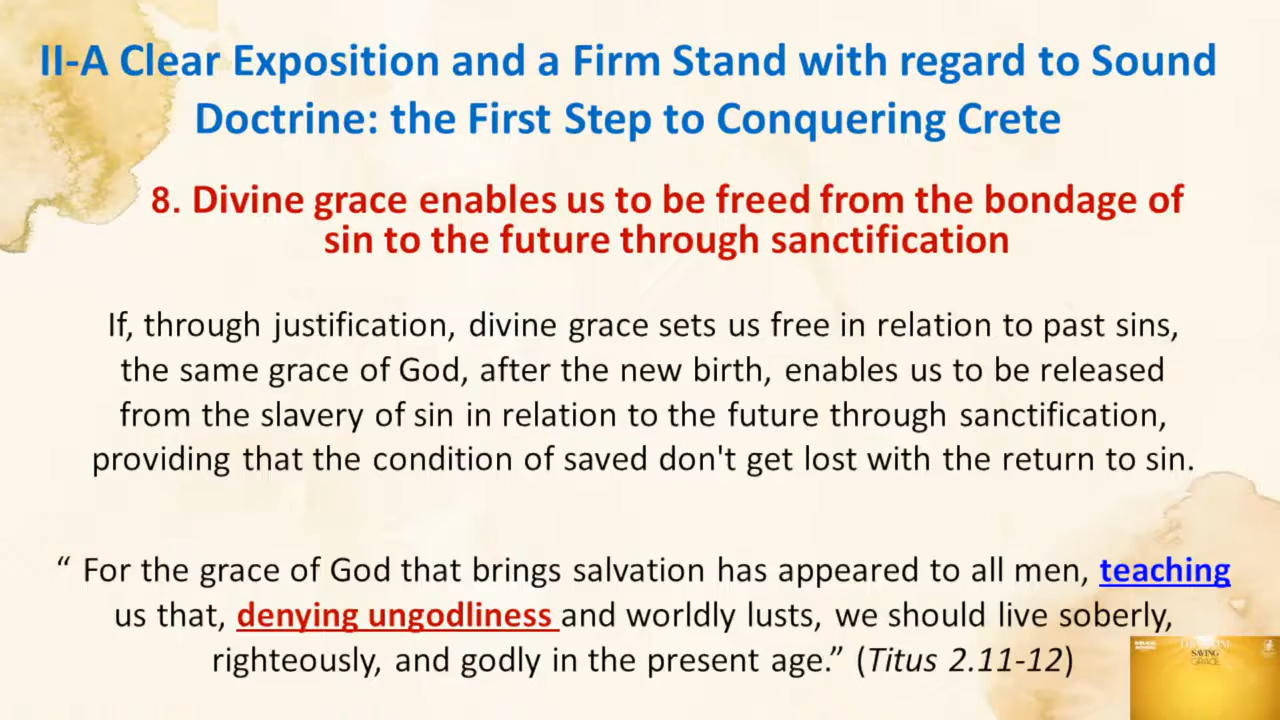 II-A Clear Exposition and a Firm Stand with regard to Sound
Doctrine: the First Step to Conquering Crete
8. Divine grace enables us to be freed from the bondage of
sin to the future through sanctification
If, through justification, divine grace sets us free in relation to past sins,
the same grace of God, after the new birth, enables us to be released
from the slavery of sin in relation to the future through sanctification,
providing that the condition of saved don't get lost with the return to sin.
“ For the grace of God that brings salvation has appeared to all men, teaching
us that, denying ungodliness and worldly lusts, we should live soberly,
righteously, and godly in the present age.” (Titus 2.11-12)
SAVING
GRACE